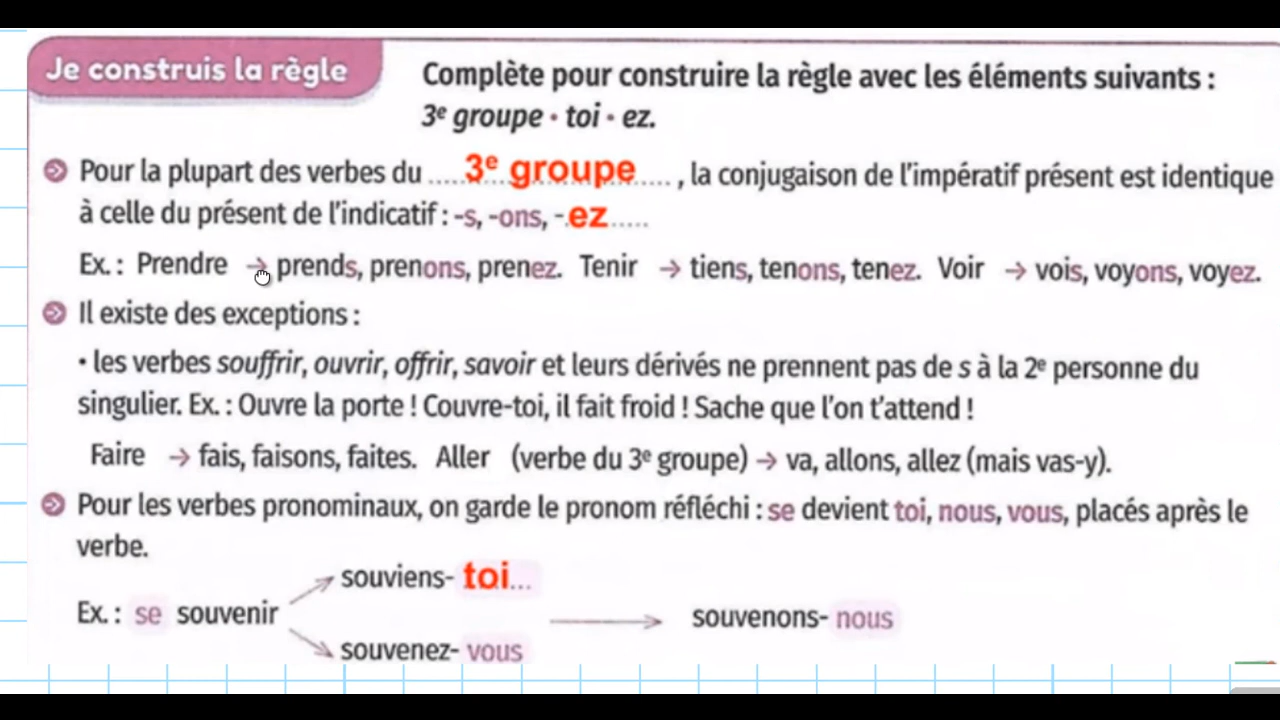 Je construis la règle
Complète pour construire la règle avec les éléments suivants :
3e groupe • toi • ez.
Pour la plupart des verbes du .....3e groupe.... , la conjugaison de l'impératif présent est identique
à celle du présent de l'indicatif : -s, -ons, -.ez.....
Ex. : Prendre → prends, prenons, prenez. Tenir → tiens, tenons, tenez. Voir → vois, voyons, voyez.
Il existe des exceptions :
• les verbes souffrir, ouvrir, offrir, savoir et leurs dérivés ne prennent pas de s à la 2e personne du
singulier. Ex. : Ouvre la porte ! Couvre-toi, il fait froid ! Sache que l'on t'attend !
Faire → fais, faisons, faites. Aller (verbe du 3e groupe) → va, allons, allez (mais vas-y).
Pour les verbes pronominaux, on garde le pronom réfléchi : se devient toi, nous, vous, placés après le
verbe.
souviens- toi...
Ex. : se souvenir → souvenons- nous
souvenez- vous